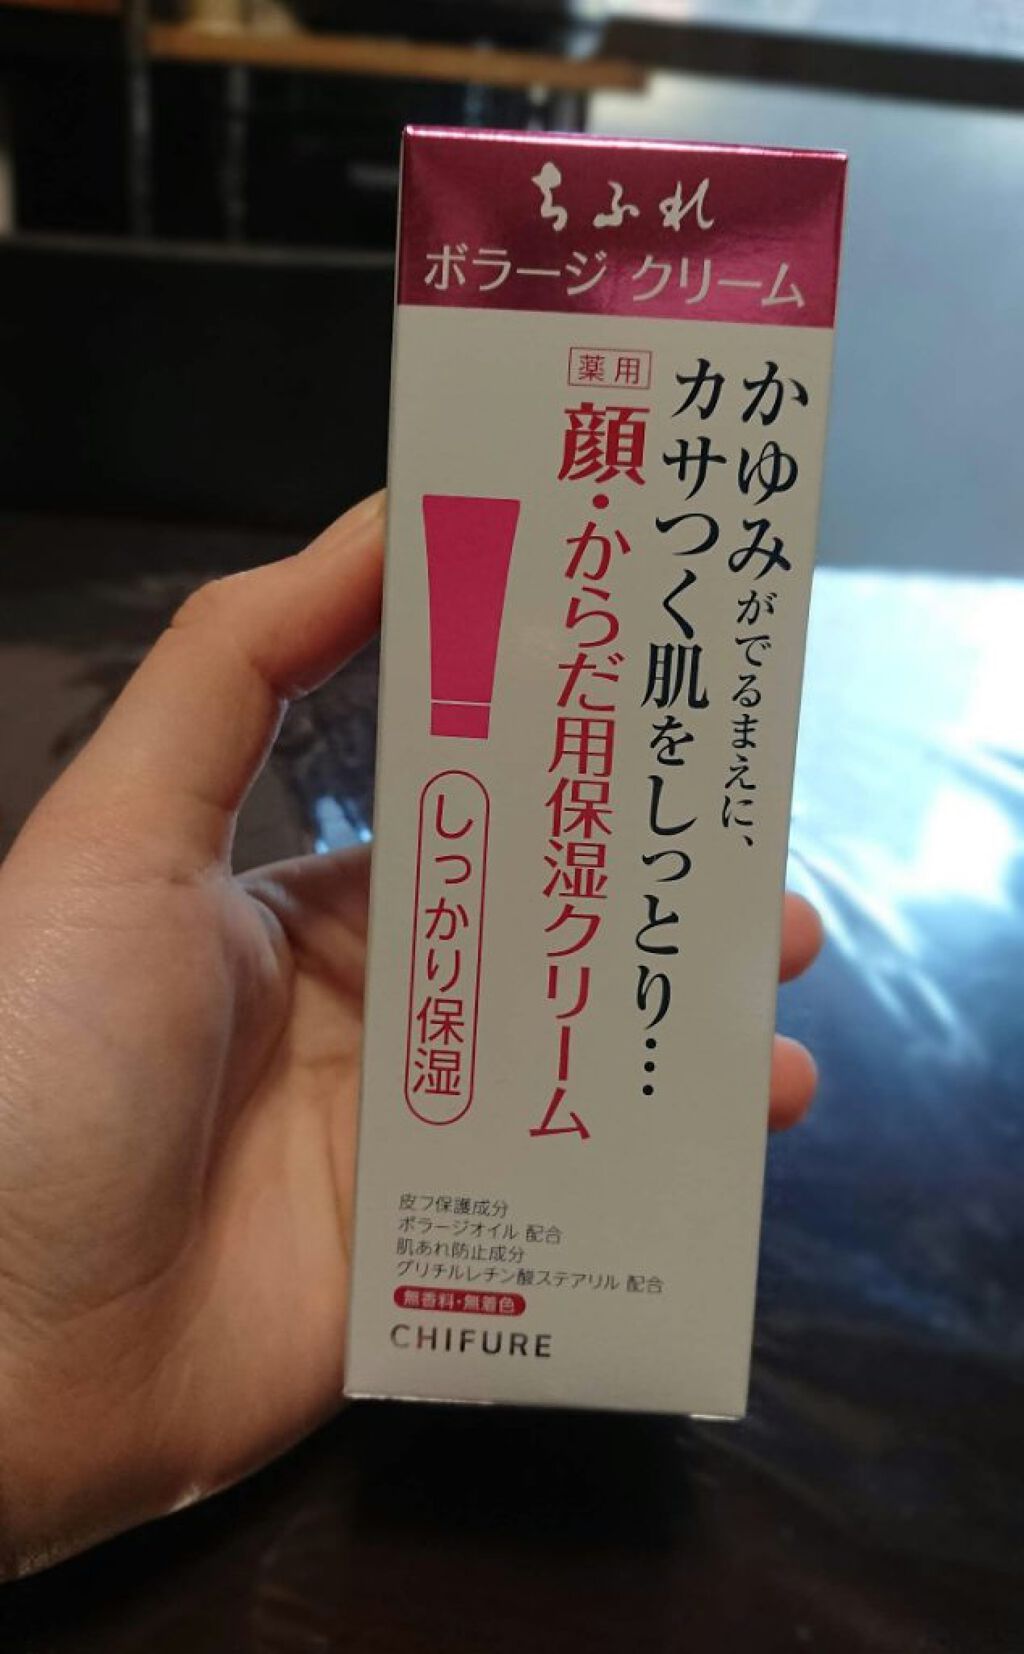 ちふれ
ボラージ クリーム
かゆみがでるまえに、
カサつく肌をしっとり…
薬用
顔・からだ用保湿クリーム
しっかり保湿
皮フ保護成分
ボラージオイル 配合
肌あれ防止成分
グリチルレチン酸ステアリル 配合
無香料・無着色
CHIFURE